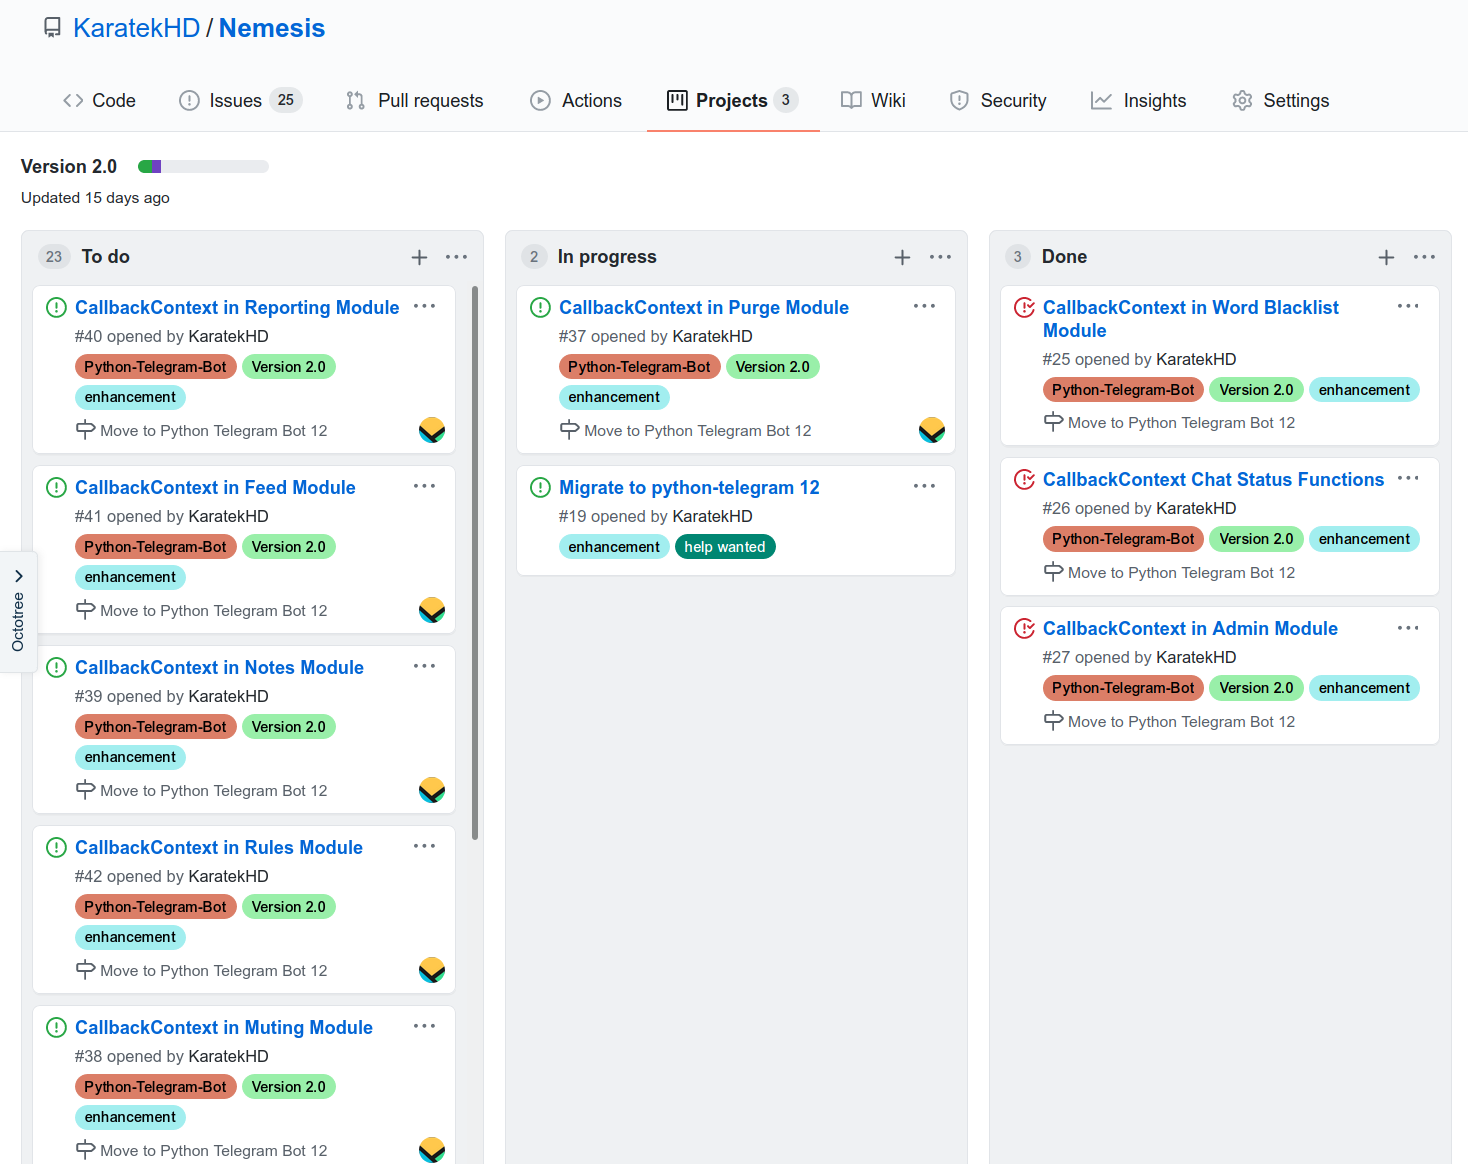 KaratekHD / Nemesis
Code
Issues 25
Pull requests
Actions
Projects 3
Wiki
Security
Insights
Settings
Version 2.0
Updated 15 days ago
23 To do
CallbackContext in Reporting Module
#40 opened by KaratekHD
Python-Telegram-Bot Version 2.0
enhancement
Move to Python Telegram Bot 12
CallbackContext in Feed Module
#41 opened by KaratekHD
Python-Telegram-Bot Version 2.0
enhancement
Move to Python Telegram Bot 12
CallbackContext in Notes Module
#39 opened by KaratekHD
Python-Telegram-Bot Version 2.0
enhancement
Move to Python Telegram Bot 12
CallbackContext in Rules Module
#42 opened by KaratekHD
Python-Telegram-Bot Version 2.0
enhancement
Move to Python Telegram Bot 12
CallbackContext in Muting Module
#38 opened by KaratekHD
Python-Telegram-Bot Version 2.0
enhancement
Move to Python Telegram Bot 12
2 In progress
CallbackContext in Purge Module
#37 opened by KaratekHD
Python-Telegram-Bot Version 2.0
enhancement
Move to Python Telegram Bot 12
Migrate to python-telegram 12
#19 opened by KaratekHD
enhancement help wanted
3 Done
CallbackContext in Word Blacklist
Module
#25 opened by KaratekHD
Python-Telegram-Bot Version 2.0 enhancement
Move to Python Telegram Bot 12
CallbackContext Chat Status Functions
#26 opened by KaratekHD
Python-Telegram-Bot Version 2.0 enhancement
Move to Python Telegram Bot 12
CallbackContext in Admin Module
#27 opened by KaratekHD
Python-Telegram-Bot Version 2.0 enhancement
Move to Python Telegram Bot 12
Octotree